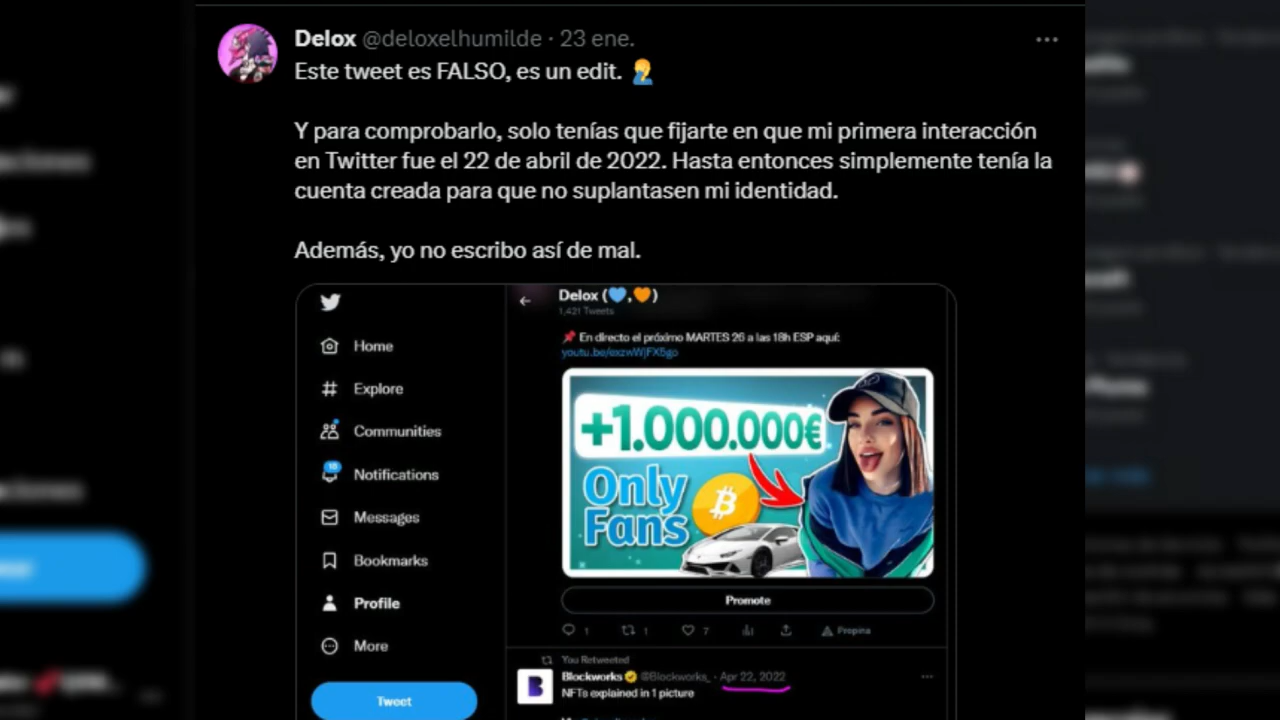 Delox @deloxelhumilde · 23 ene.
Este tweet es FALSO, es un edit. 🤦‍♂️
Y para comprobarlo, solo tenías que fijarte en que mi primera interacción
en Twitter fue el 22 de abril de 2022. Hasta entonces simplemente tenía la
cuenta creada para que no suplantasen mi identidad.
Además, yo no escribo así de mal.
Home
Explore
Communities
Notifications
Messages
Bookmarks
Profile
More
Tweet
Delox (💙,🧡)
1,421 Tweets
📌 En directo el próximo MARTES 26 a las 18h ESP aquí:
+1.000.000€
Only
Fans
Promote
1 1 7 Propina
You Retweeted
Blockworks @Blockworks_ · Apr 22, 2022
NFTs explained in 1 picture